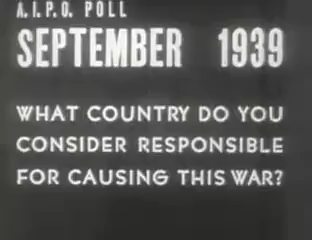 A.I.P.O. POLL
SEPTEMBER 1939
WHAT COUNTRY DO YOU
CONSIDER RESPONSIBLE
FOR CAUSING THIS WAR?